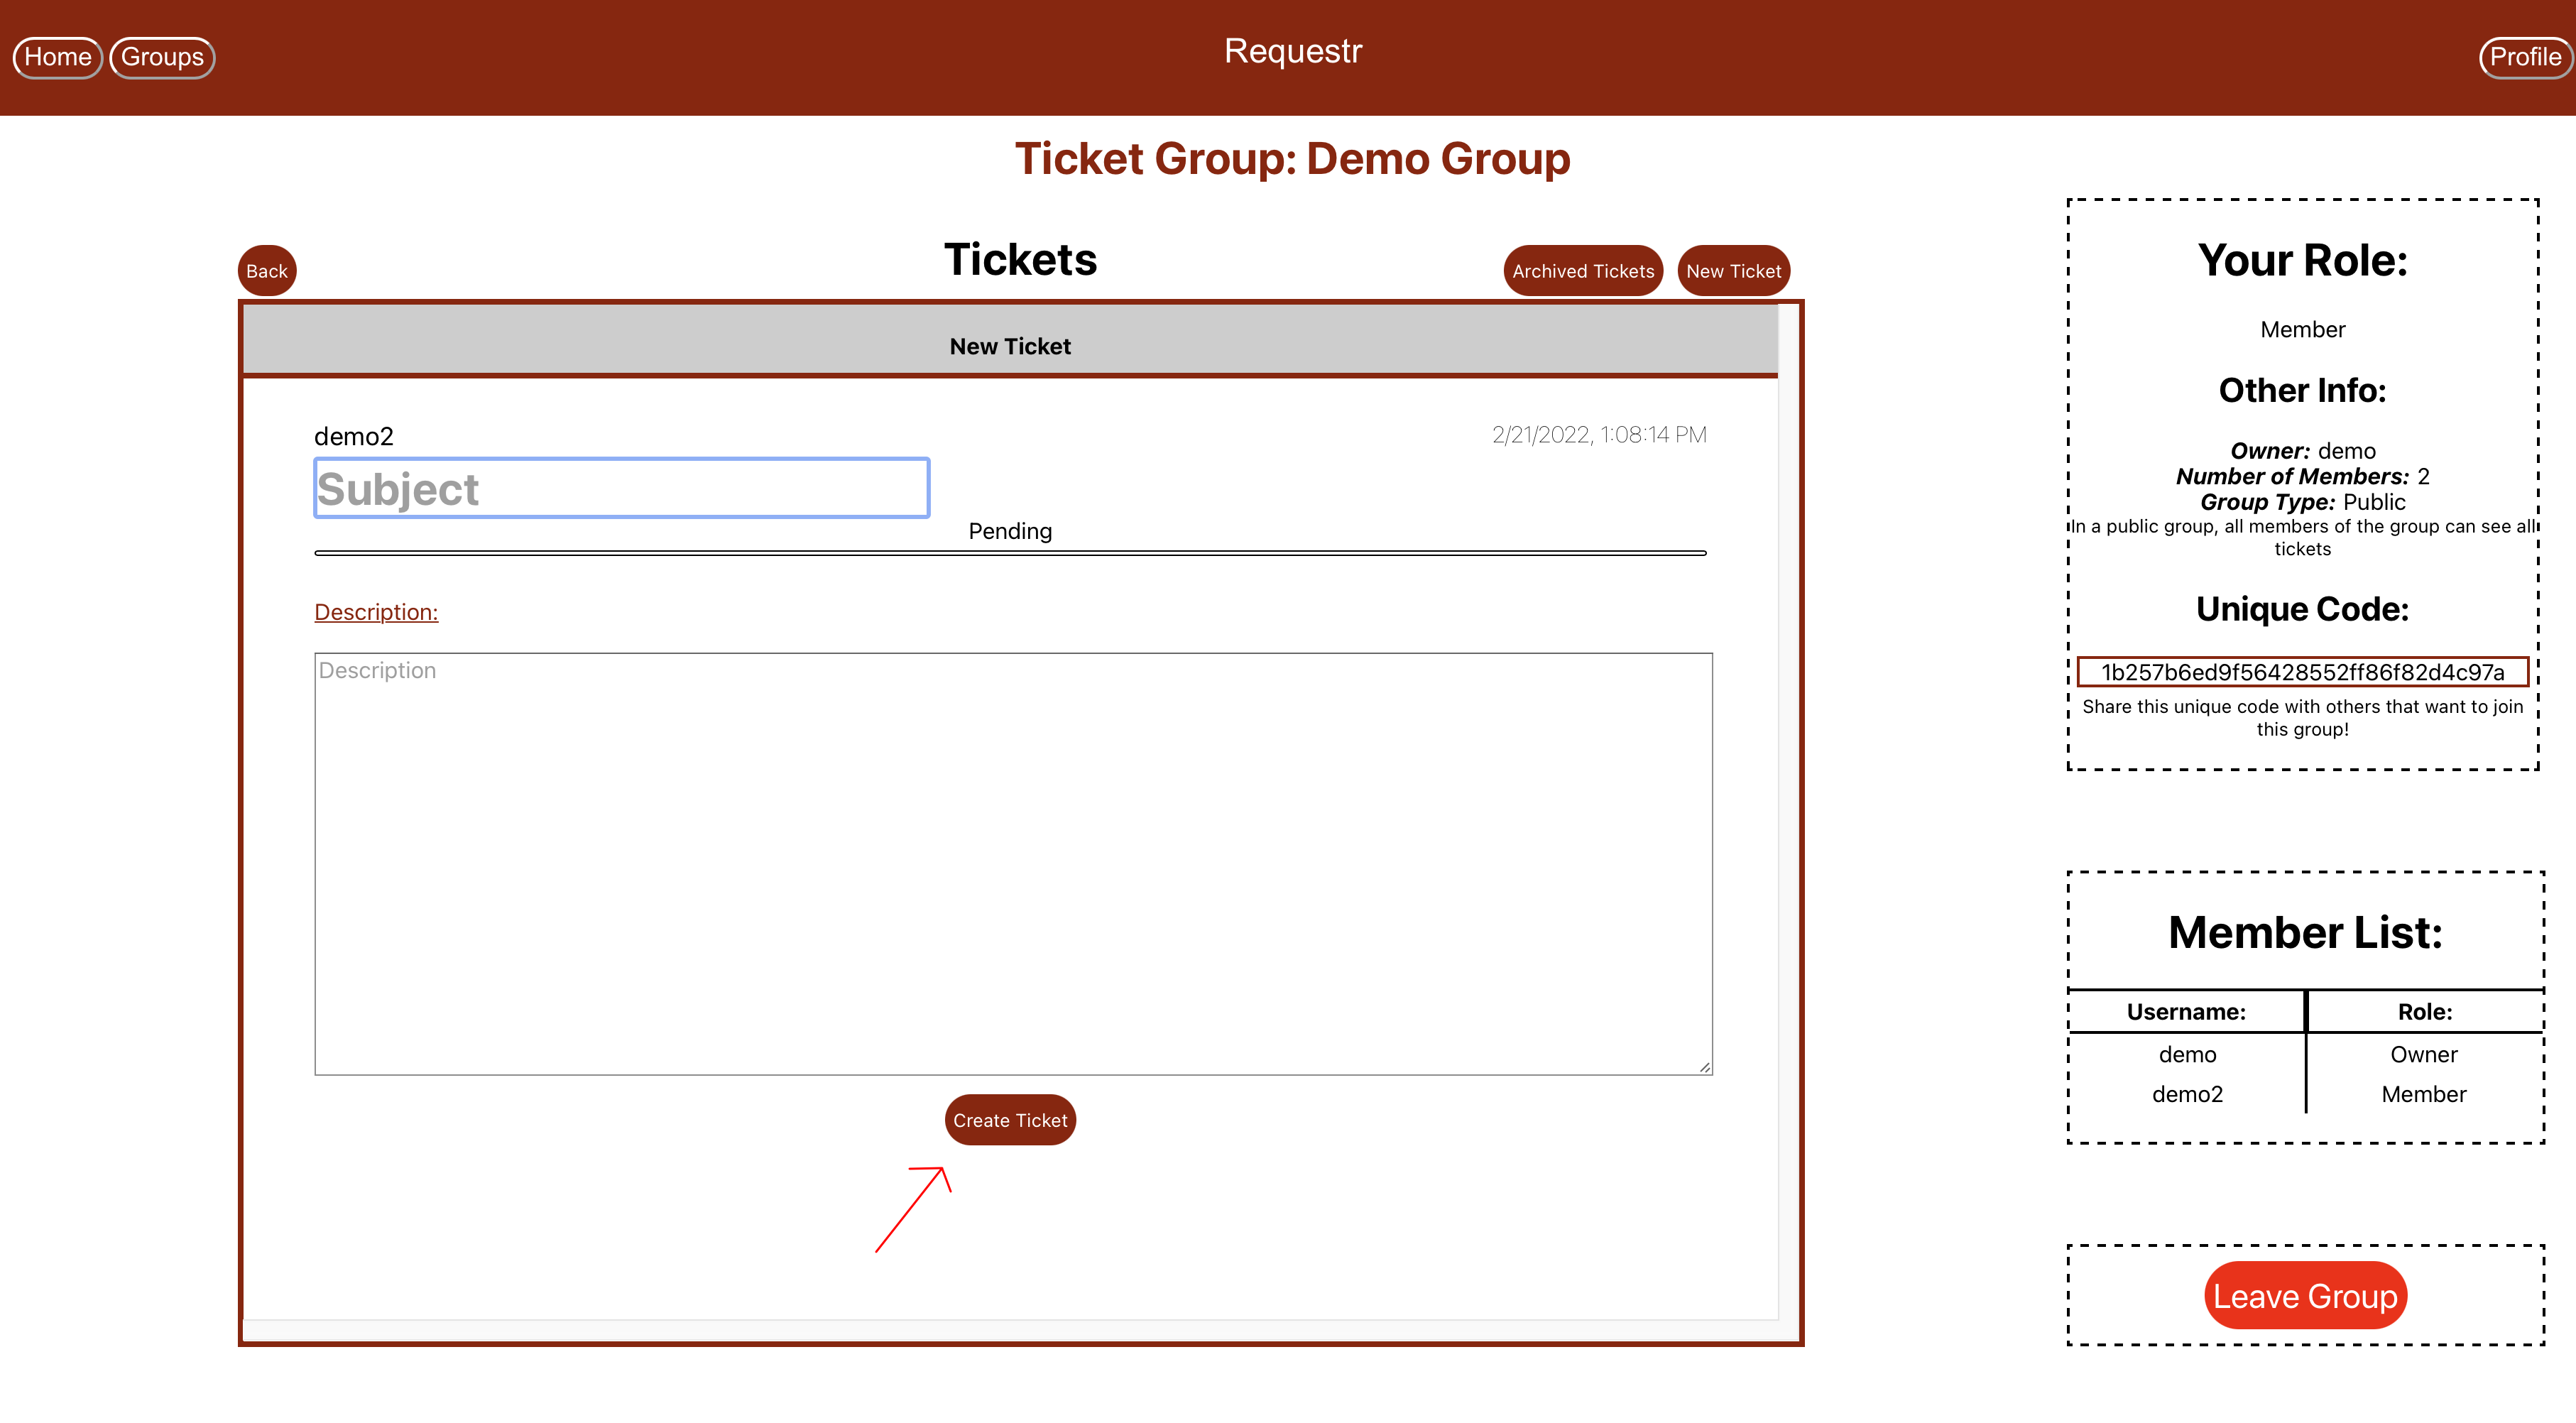 Home Groups Requestr Profile
Ticket Group: Demo Group
Back Tickets Archived Tickets New Ticket
New Ticket
demo2 2/21/2022, 1:08:14 PM
Subject
Pending
Description:
Description
Create Ticket
Your Role:
Member
Other Info:
Owner: demo
Number of Members: 2
Group Type: Public
In a public group, all members of the group can see all
tickets
Unique Code:
1b257b6ed9f56428552ff86f82d4c97a
Share this unique code with others that want to join
this group!
Member List:
Username: Role:
demo Owner
demo2 Member
Leave Group